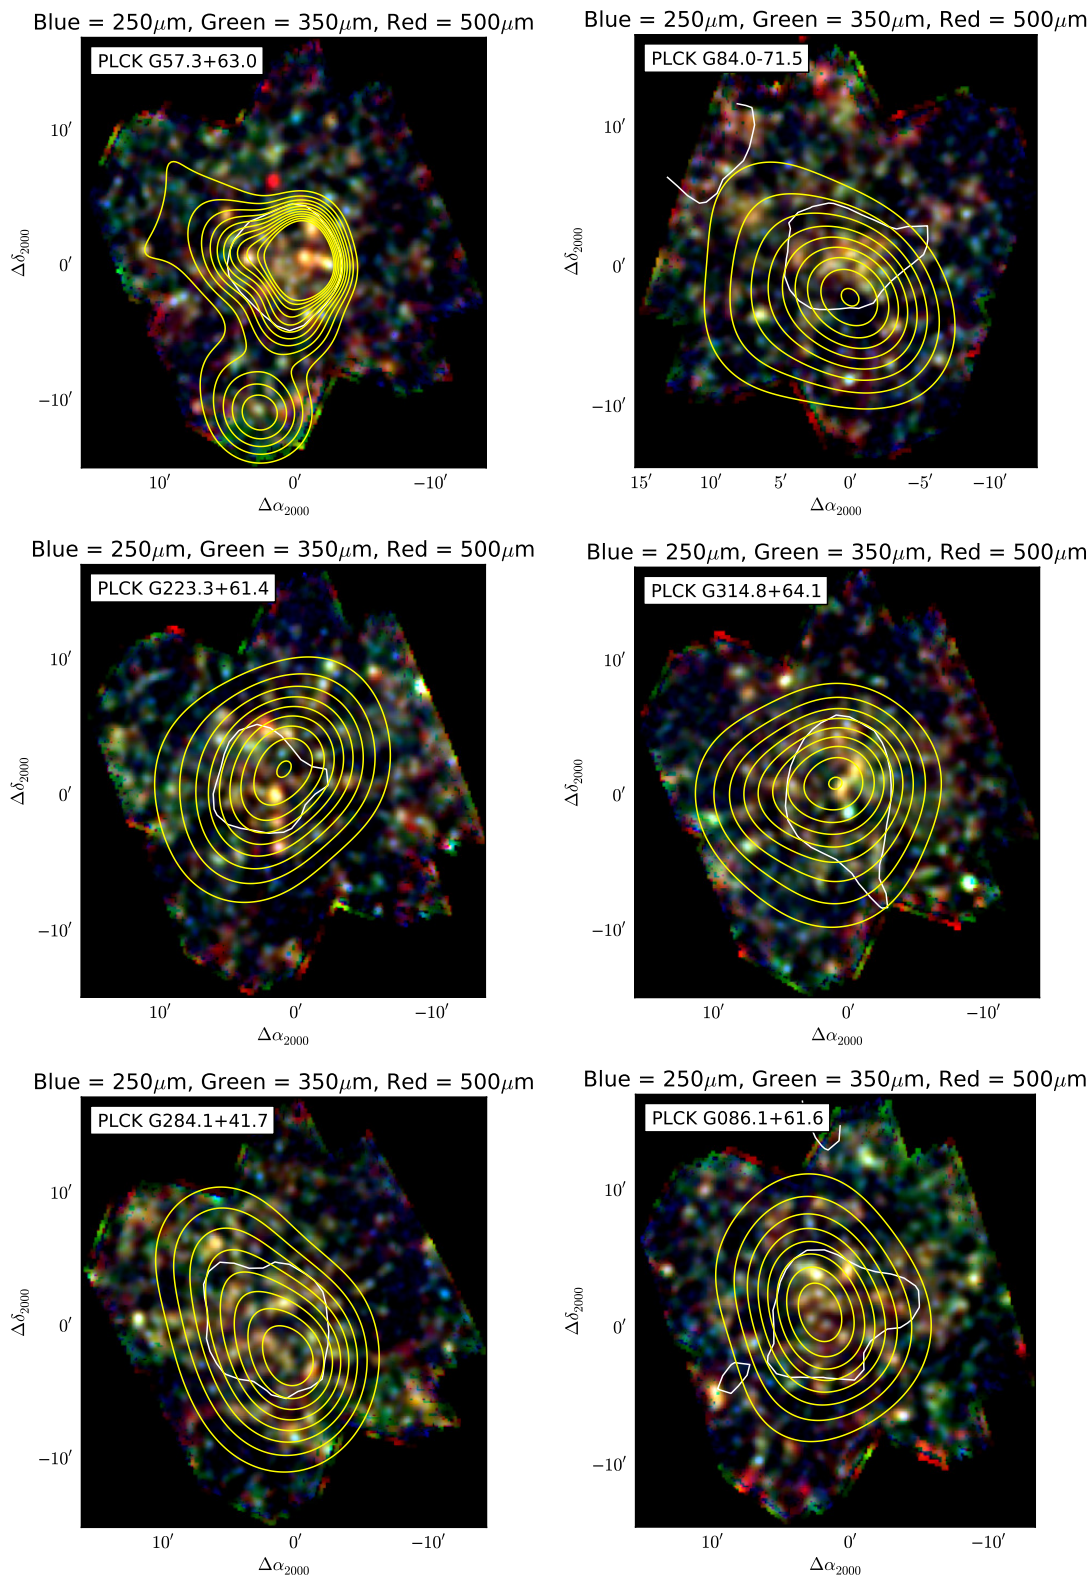 Blue = 250μm, Green = 350μm, Red = 500μm
PLCK G57.3+63.0
10′
0′
−10′
Δδ2000
10′ 0′ −10′
Δα2000
Blue = 250μm, Green = 350μm, Red = 500μm
PLCK G84.0-71.5
10′
0′
−10′
Δδ2000
15′ 10′ 5′ 0′ −5′ −10′
Δα2000
Blue = 250μm, Green = 350μm, Red = 500μm
PLCK G223.3+61.4
10′
0′
−10′
Δδ2000
10′ 0′ −10′
Δα2000
Blue = 250μm, Green = 350μm, Red = 500μm
PLCK G314.8+64.1
10′
0′
−10′
Δδ2000
10′ 0′ −10′
Δα2000
Blue = 250μm, Green = 350μm, Red = 500μm
PLCK G284.1+41.7
10′
0′
−10′
Δδ2000
10′ 0′ −10′
Δα2000
Blue = 250μm, Green = 350μm, Red = 500μm
PLCK G086.1+61.6
10′
0′
−10′
Δδ2000
10′ 0′ −10′
Δα2000